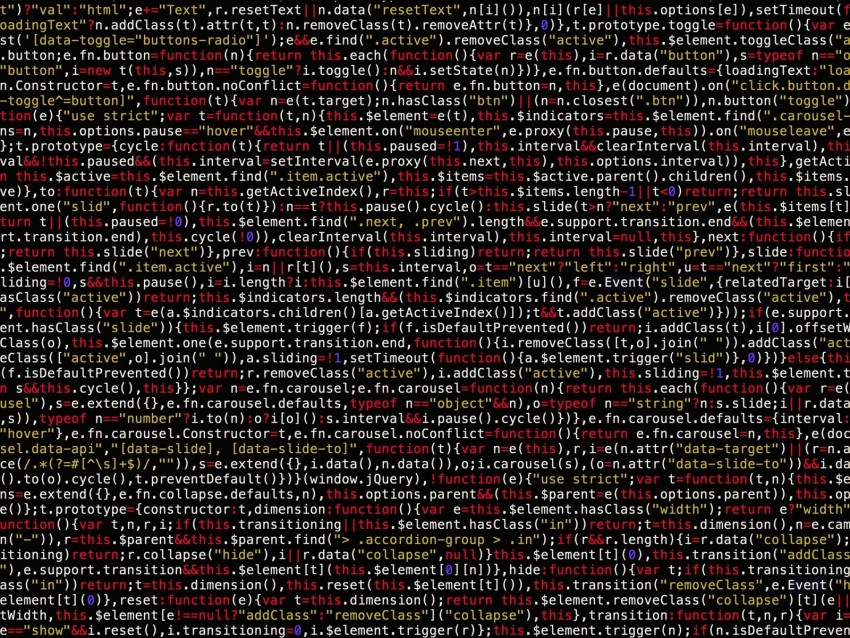 t")?"val":"html";e+="Text",r.resetText||n.data("resetText",n[i]()),n[i](r[e]||this.options[e]),setTimeout(f
oadingText"?n.addClass(t).attr(t,t):n.removeClass(t).removeAttr(t)},0)},t.prototype.toggle=function(){var e
st('[data-toggle="buttons-radio"]');e&&e.find(".active").removeClass("active"),this.$element.toggleClass("a
.button;e.fn.button=function(n){return this.each(function(){var r=e(this),i=r.data("button"),s=typeof n=="o
"button",i=new t(this,s)),n=="toggle"?i.toggle():n&&i.setState(n)})},e.fn.button.defaults={loadingText:"loa
n.Constructor=t,e.fn.button.noConflict=function(){return e.fn.button=n,this},e(document).on("click.button.d
-toggle^=button]",function(t){var n=e(t.target);n.hasClass("btn")||(n=n.closest(".btn")),n.button("toggle")
tion(e){"use strict";var t=function(t,n){this.$element=e(t),this.$indicators=this.$element.find(".carousel-
ns=n,this.options.pause=="hover"&&this.$element.on("mouseenter",e.proxy(this.pause,this)).on("mouseleave",e
};t.prototype={cycle:function(t){return t||(this.paused=!1),this.interval&&clearInterval(this.interval),thi
val&&!this.paused&&(this.interval=setInterval(e.proxy(this.next,this),this.options.interval)),this},getActi
n this.$active=this.$element.find(".item.active"),this.$items=this.$active.parent().children(),this.$items.
ve)},to:function(t){var n=this.getActiveIndex(),r=this;if(t>this.$items.length-1||t<0)return;return this.sl
ent.one("slid",function(){r.to(t)}):n==t?this.pause().cycle():this.slide(t>n?"next":"prev",e(this.$items[t]
turn t||(this.paused=!0),this.$element.find(".next, .prev").length&&e.support.transition.end&&(this.$elemen
rt.transition.end),this.cycle(!0)),clearInterval(this.interval),this.interval=null,this},next:function(){if
;return this.slide("next")},prev:function(){if(this.sliding)return;return this.slide("prev")},slide:functio
.$element.find(".item.active"),i=n||r[t](),s=this.interval,o=t=="next"?"left":"right",u=t=="next"?"first":"
liding=!0,s&&this.pause(),i=i.length?i:this.$element.find(".item")[u](),f=e.Event("slide",{relatedTarget:i[
asClass("active"))return;this.$indicators.length&&(this.$indicators.find(".active").removeClass("active"),t
",function(){var t=e(a.$indicators.children()[a.getActiveIndex()]);t&&t.addClass("active")}));if(e.support.
ent.hasClass("slide")){this.$element.trigger(f);if(f.isDefaultPrevented())return;i.addClass(t),i[0].offsetW
Class(o),this.$element.one(e.support.transition.end,function(){i.removeClass([t,o].join(" ")).addClass("act
eClass(["active",o].join(" ")),a.sliding=!1,setTimeout(function(){a.$element.trigger("slid")},0)})}else{thi
(f.isDefaultPrevented())return;r.removeClass("active"),i.addClass("active"),this.sliding=!1,this.$element.t
n s&&this.cycle(),this}};var n=e.fn.carousel;e.fn.carousel=function(n){return this.each(function(){var r=e(
usel"),s=e.extend({},e.fn.carousel.defaults,typeof n=="object"&&n),o=typeof n=="string"?n:s.slide;i||r.data
,s)),typeof n=="number"?i.to(n):o?i[o]():s.interval&&i.pause().cycle()})},e.fn.carousel.defaults={interval:
"hover"},e.fn.carousel.Constructor=t,e.fn.carousel.noConflict=function(){return e.fn.carousel=n,this},e(doc
sel.data-api","[data-slide], [data-slide-to]",function(t){var n=e(this),r,i=e(n.attr("data-target")||(r=n.a
ce(/.*(?=#[^\s]+$)/,"")),s=e.extend({},i.data(),n.data()),o;i.carousel(s),(o=n.attr("data-slide-to"))&&i.da
().to(o).cycle(),t.preventDefault()})}(window.jQuery),!function(e){"use strict";var t=function(t,n){this.$e
ns=e.extend({},e.fn.collapse.defaults,n),this.options.parent&&(this.$parent=e(this.options.parent)),this.op
e()};t.prototype={constructor:t,dimension:function(){var e=this.$element.hasClass("width");return e?"width"
unction(){var t,n,r,i;if(this.transitioning||this.$element.hasClass("in"))return;t=this.dimension(),n=e.cam
n("-")),r=this.$parent&&this.$parent.find("> .accordion-group > .in");if(r&&r.length){i=r.data("collapse");
itioning)return;r.collapse("hide"),i||r.data("collapse",null)}this.$element[t](0),this.transition("addClass
"),e.support.transition&&this.$element[t](this.$element[0][n])},hide:function(){var t;if(this.transitioning
ass("in"))return;t=this.dimension(),this.reset(this.$element[t]()),this.transition("removeClass",e.Event("h
element[t](0)},reset:function(e){var t=this.dimension();return this.$element.removeClass("collapse")[t](e||
tWidth,this.$element[e!==null?"addClass":"removeClass"]("collapse"),this},transition:function(t,n,r){var i=
e=="show"&&i.reset(),i.transitioning=0,i.$element.trigger(r)};this.$element.trigger(n);if(n.isDefaultPreven